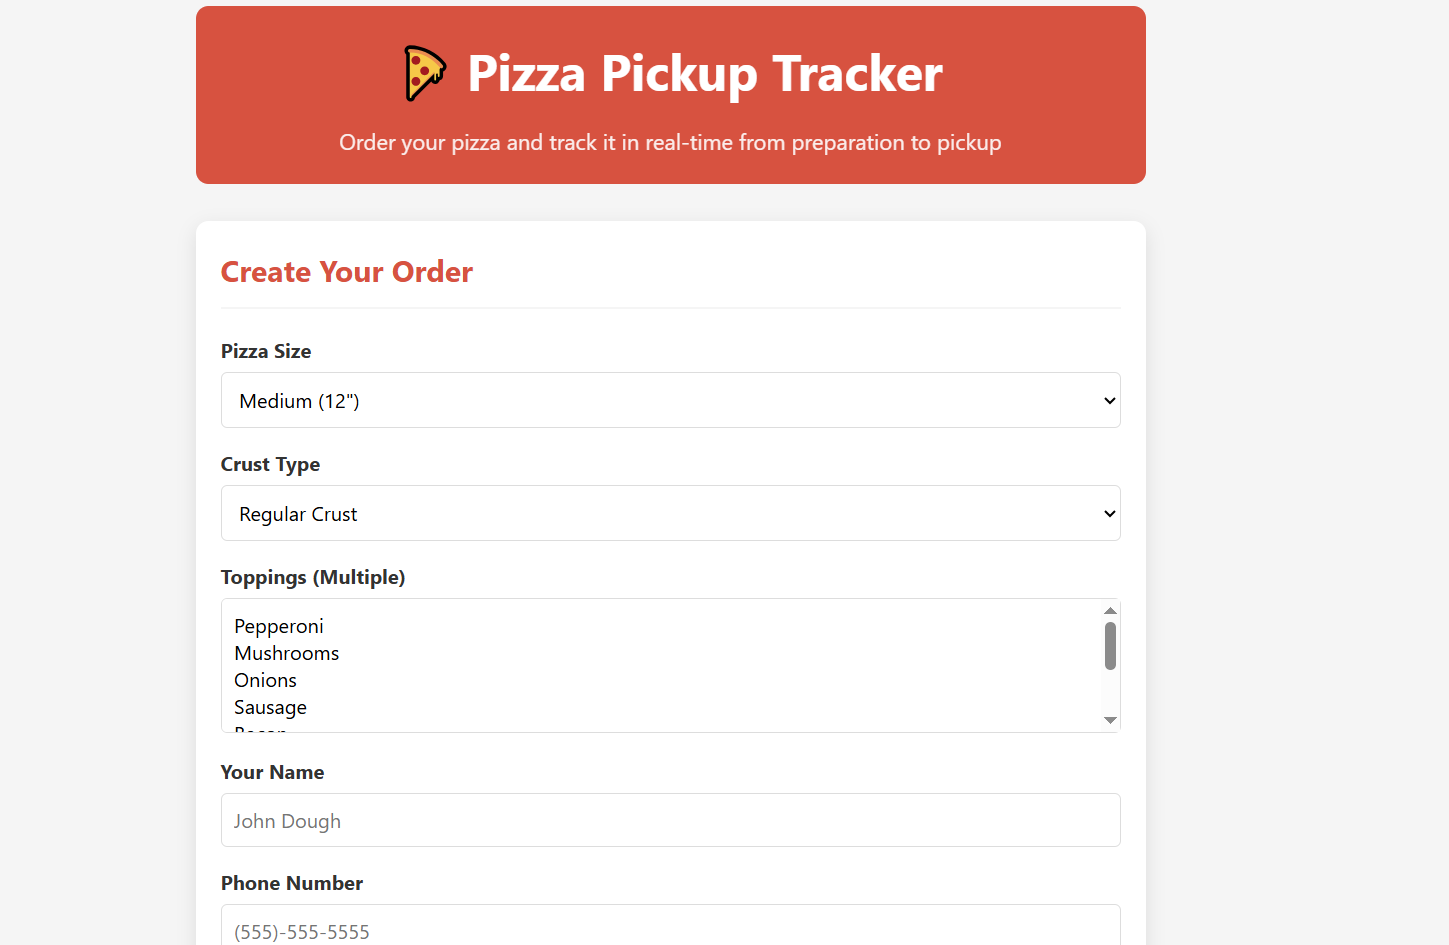 Pizza Pickup Tracker
Order your pizza and track it in real-time from preparation to pickup
Create Your Order
Pizza Size
Medium (12")
Crust Type
Regular Crust
Toppings (Multiple)
Pepperoni
Mushrooms
Onions
Sausage
Bacon
Your Name
John Dough
Phone Number
(555)-555-5555